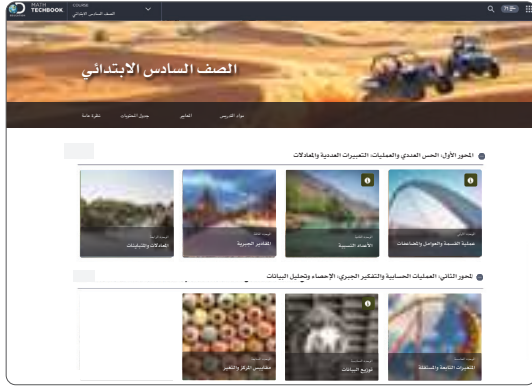 MATH
TECHBOOK
COURSE
الصف السادس الابتدائي
الصف السادس الابتدائي
نظرة عامة
جدول المحتويات
المعايير
مواد التدريس
المحور الأول: الحس العددي والعمليات، التعبيرات العددية والمعادلات
عملية القسمة والعوامل والمضاعفات
الأعداد النسبية
المقادير الجبرية
المعادلات والمتباينات
المحور الثاني: العمليات الحسابية والتفكير الجبري، الإحصاء وتحليل البيانات
المتغيرات التابعة والمستقلة
توزيع البيانات
مقاييس المركز والتغير